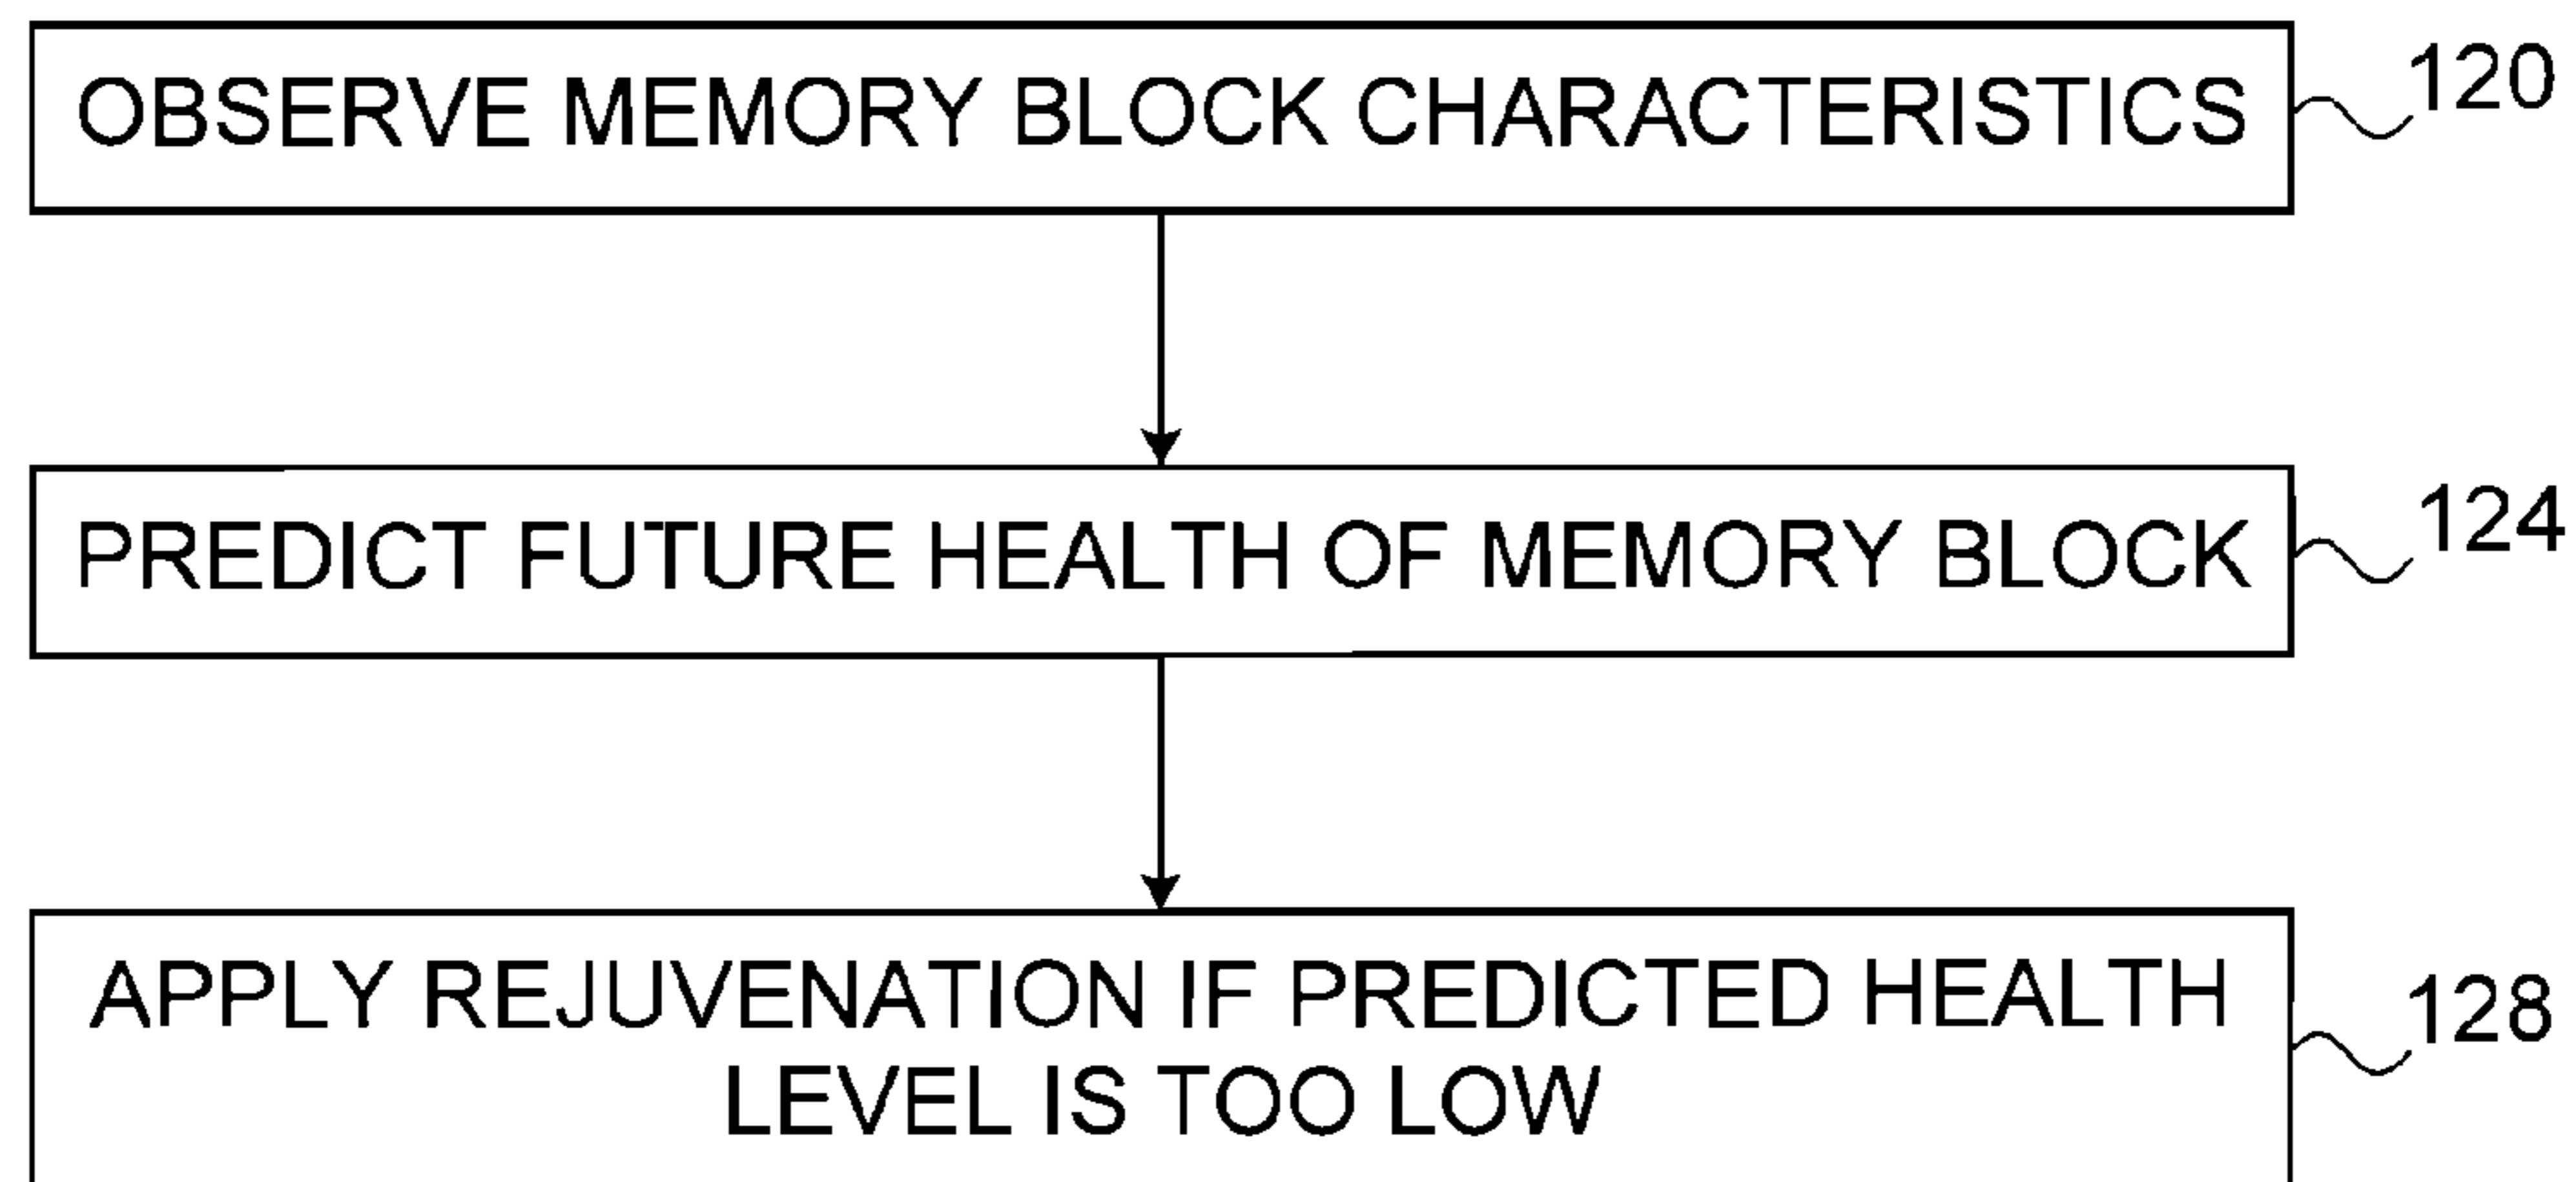 OBSERVE MEMORY BLOCK CHARACTERISTICS 120
PREDICT FUTURE HEALTH OF MEMORY BLOCK 124
APPLY REJUVENATION IF PREDICTED HEALTH 128
LEVEL IS TOO LOW